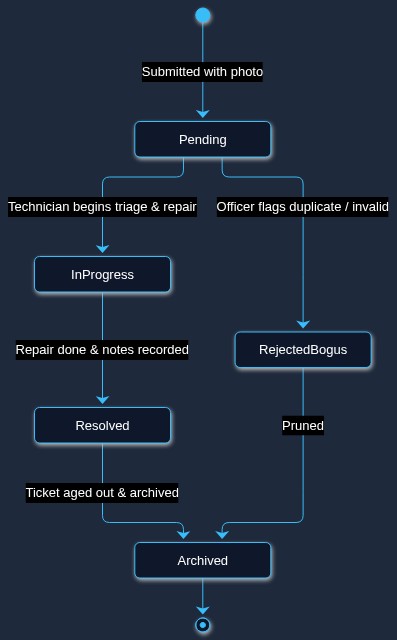 Submitted with photo
Pending
Technician begins triage & repair
Officer flags duplicate / invalid
InProgress
Repair done & notes recorded
RejectedBogus
Resolved
Pruned
Ticket aged out & archived
Archived